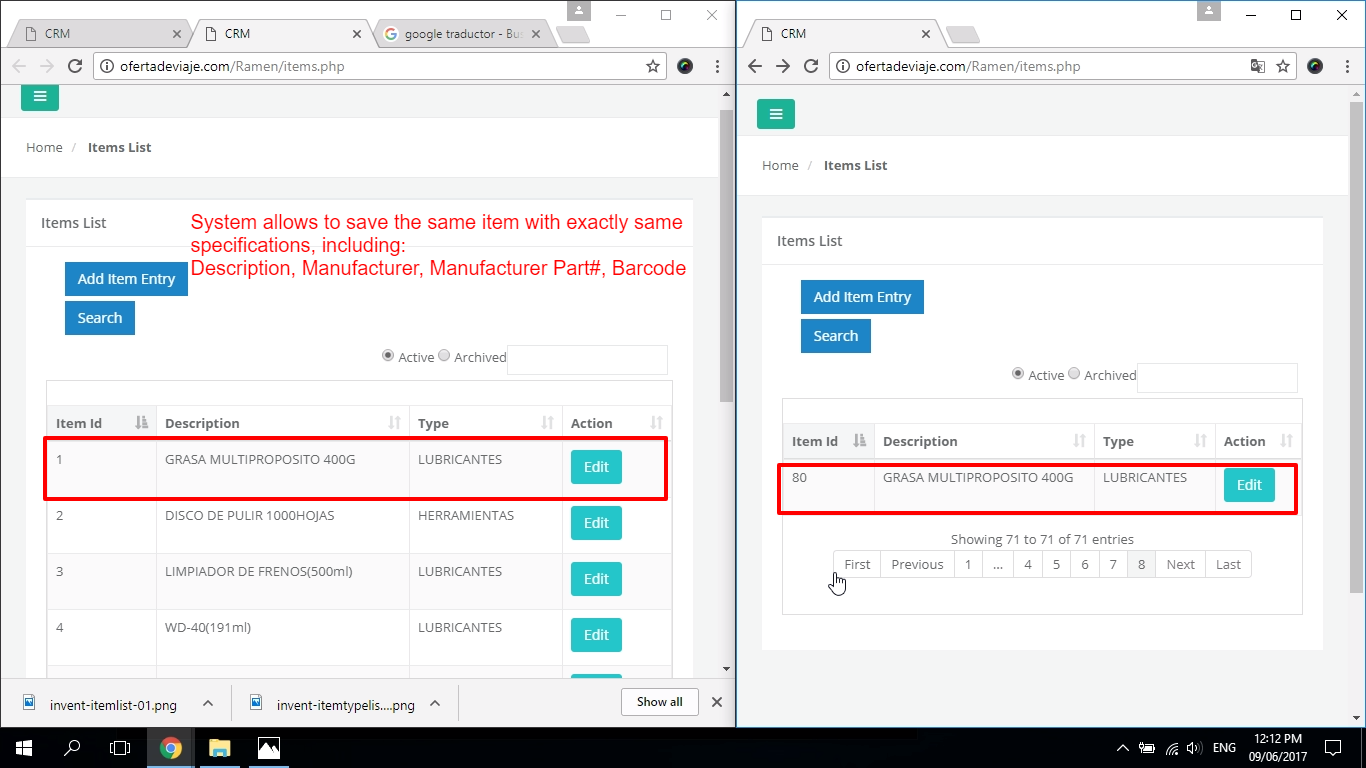 CRM
CRM
google traductor - Bus
ofertadeviaje.com/Ramen/items.php
Home / Items List
Items List
System allows to save the same item with exactly same
specifications, including:
Description, Manufacturer, Manufacturer Part#, Barcode
Add Item Entry
Search
Active Archived
Item Id Description Type Action
1 GRASA MULTIPROPOSITO 400G LUBRICANTES Edit
2 DISCO DE PULIR 1000HOJAS HERRAMIENTAS Edit
3 LIMPIADOR DE FRENOS(500ml) LUBRICANTES Edit
4 WD-40(191ml) LUBRICANTES Edit
invent-itemlist-01.png
invent-itemtypelis....png
Show all
CRM
ofertadeviaje.com/Ramen/items.php
Home / Items List
Items List
Add Item Entry
Search
Active Archived
Item Id Description Type Action
80 GRASA MULTIPROPOSITO 400G LUBRICANTES Edit
Showing 71 to 71 of 71 entries
First Previous 1 ... 4 5 6 7 8 Next Last
ENG
12:12 PM
09/06/2017